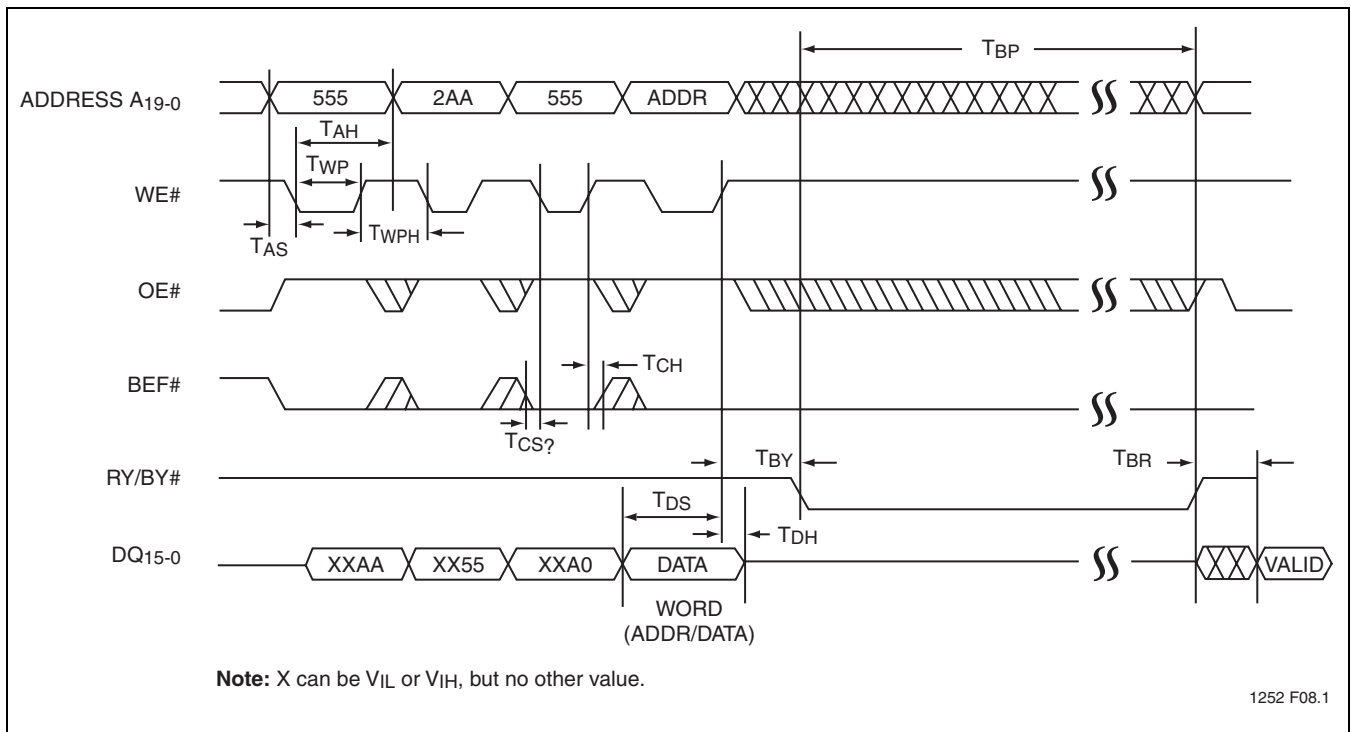 TBP
ADDRESS A19-0 555 2AA 555 ADDR
TAH
TWP
WE#
TAS TWPH
OE#
BEF#
TCH
TCS?
RY/BY#
TBY TBR
TDS
TDH
DQ15-0 XXAA XX55 XXA0 DATA VALID
WORD
(ADDR/DATA)
Note: X can be VIL or VIH, but no other value.
1252 F08.1